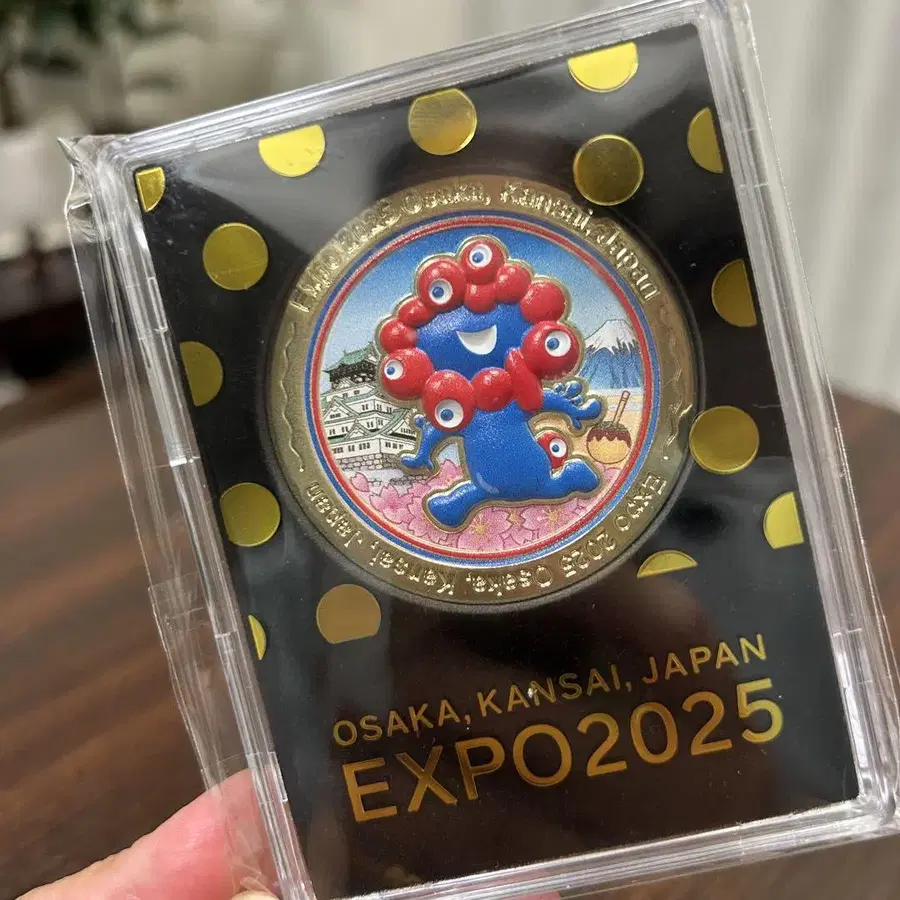 EXPO 2025 Osaka, Kansai, Japan
Expo 2025 Osaka, Kansai, Japan
OSAKA, KANSAI, JAPAN
EXPO2025